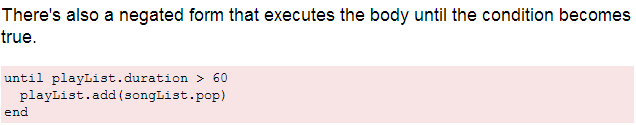 There's also a negated form that executes the body until the condition becomes
true.
until playList.duration > 60
  playList.add(songList.pop)
end